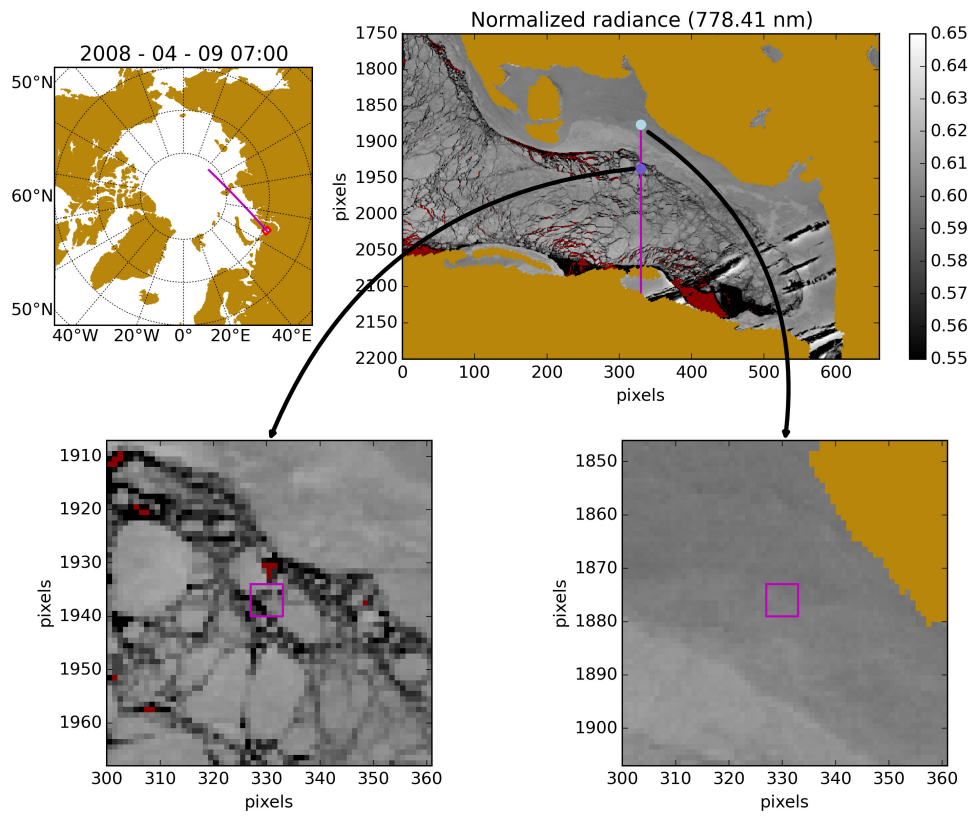 2008 - 04 - 09 07:00
50°N
60°N
50°N
40°W 20°W 0° 20°E 40°E
Normalized radiance (778.41 nm)
1750
1800
1850
1900
1950
2000
2050
2100
2150
2200
pixels
0 100 200 300 400 500 600
pixels
0.65
0.64
0.63
0.62
0.61
0.60
0.59
0.58
0.57
0.56
0.55
1910
1920
1930
1940
1950
1960
pixels
300 310 320 330 340 350 360
pixels
1850
1860
1870
1880
1890
1900
pixels
300 310 320 330 340 350 360
pixels